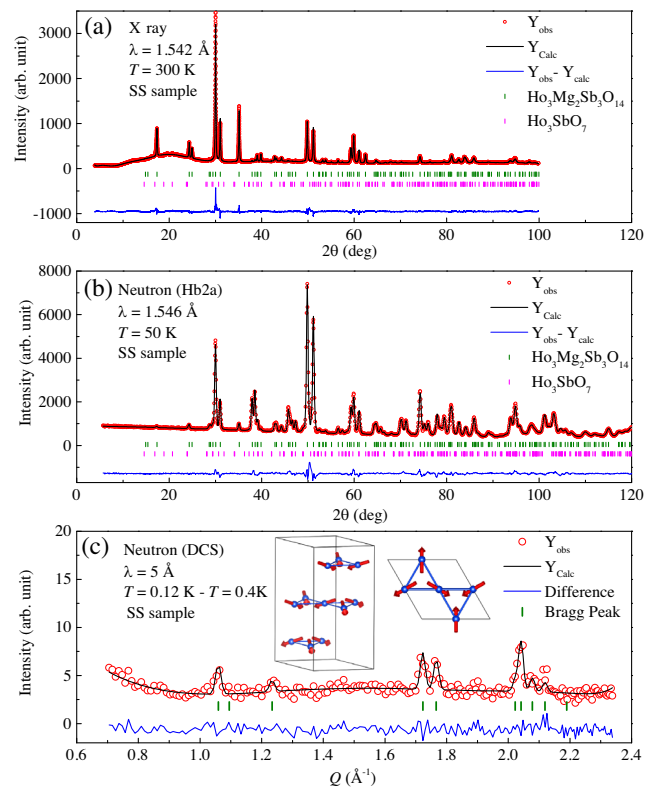 (a)
X ray
λ = 1.542 Å
T = 300 K
SS sample
Y_obs
Y_Calc
Y_obs- Y_calc
Ho₃Mg₂Sb₃O₁₄
Ho₃SbO₇
Intensity (arb. unit)
3000
2000
1000
0
-1000
0 20 40 60 80 100 120
2θ (deg)
(b)
Neutron (Hb2a)
λ = 1.546 Å
T = 50 K
SS sample
Y_obs
Y_Calc
Y_obs- Y_calc
Ho₃Mg₂Sb₃O₁₄
Ho₃SbO₇
Intensity (arb. unit)
8000
6000
4000
2000
0
0 20 40 60 80 100 120
2θ (deg)
(c)
Neutron (DCS)
λ = 5 Å
T = 0.12 K - T = 0.4K
SS sample
Y_obs
Y_Calc
Difference
Bragg Peak
Intensity (arb. unit)
20
15
10
5
0
0.6 0.8 1.0 1.2 1.4 1.6 1.8 2.0 2.2 2.4
Q (Å⁻¹)